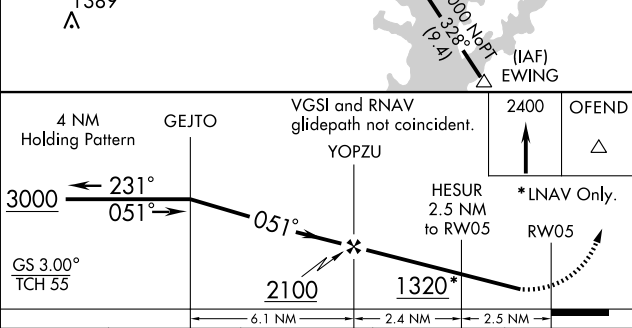 1389
000 NoPT
328°
(9.4)
(IAF)
EWING
4 NM
Holding Pattern
GEJTO
VGSI and RNAV
glidepath not coincident.
YOPZU
2400
OFEND
HESUR
2.5 NM
to RW05
*LNAV Only.
RW05
3000
231°
051°
051°
GS 3.00°
TCH 55
2100
1320*
6.1 NM
2.4 NM
2.5 NM